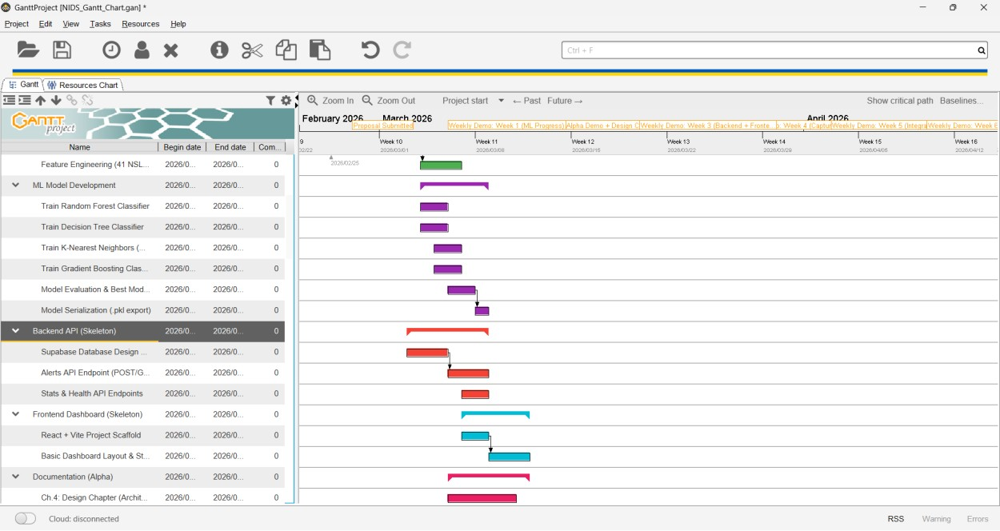 GanttProject [NIDS_Gantt_Chart.gan] *
Project Edit View Tasks Resources Help
Ctrl + F
Gantt Resources Chart
Zoom In Zoom Out Project start ← Past Future → Show critical path Baselines...
GANTT project
February 2026 March 2026 April 2026
Proposal Submitted Weekly Demo: Week 1 (ML Progress) Alpha Demo + Design C Weekly Demo: Week 3 (Backend + Fronte... o: Week 4 (Captur Weekly Demo: Week 5 (Integra Weekly Demo: Week 6
9 Week 10 Week 11 Week 12 Week 13 Week 14 Week 15 Week 16
02/22 2026/03/01 2026/03/08 2026/03/15 2026/03/22 2026/03/29 2026/04/05 2026/04/12
Name Begin date End date Com...
2026/02/25
Feature Engineering (41 NSL... 2026/0... 2026/0... 0
ML Model Development 2026/0... 2026/0... 0
Train Random Forest Classifier 2026/0... 2026/0... 0
Train Decision Tree Classifier 2026/0... 2026/0... 0
Train K-Nearest Neighbors (... 2026/0... 2026/0... 0
Train Gradient Boosting Clas... 2026/0... 2026/0... 0
Model Evaluation & Best Mod... 2026/0... 2026/0... 0
Model Serialization (.pkl export) 2026/0... 2026/0... 0
Backend API (Skeleton) 2026/0... 2026/0... 0
Supabase Database Design ... 2026/0... 2026/0... 0
Alerts API Endpoint (POST/G... 2026/0... 2026/0... 0
Stats & Health API Endpoints 2026/0... 2026/0... 0
Frontend Dashboard (Skeleton) 2026/0... 2026/0... 0
React + Vite Project Scaffold 2026/0... 2026/0... 0
Basic Dashboard Layout & St... 2026/0... 2026/0... 0
Documentation (Alpha) 2026/0... 2026/0... 0
Ch.4: Design Chapter (Archit... 2026/0... 2026/0... 0
Cloud: disconnected RSS Warning Errors